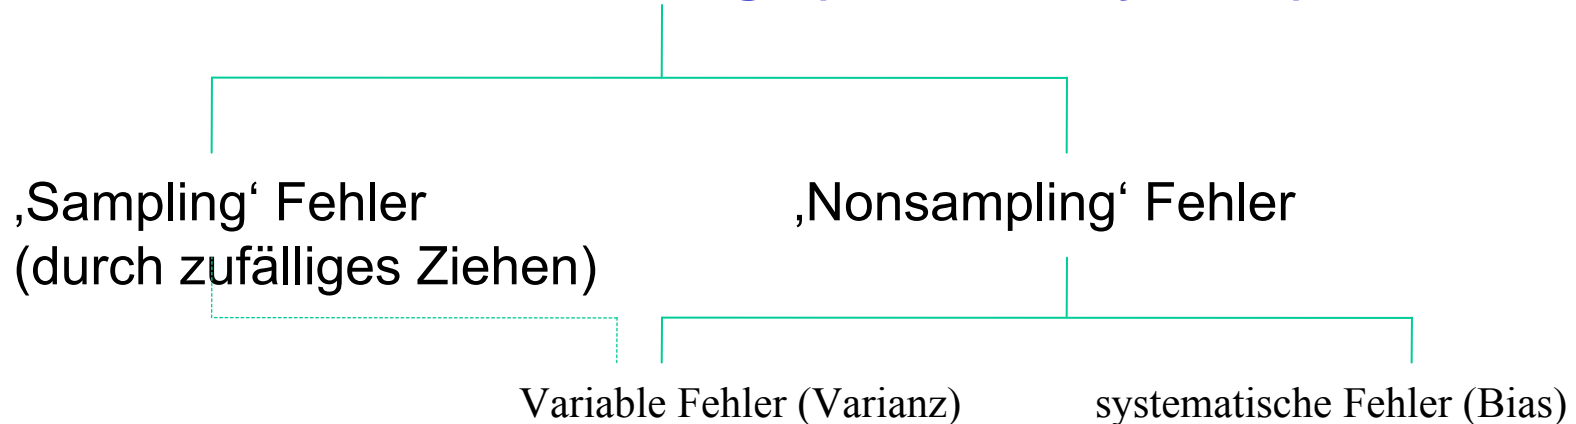 ‚Sampling‘ Fehler
(durch zufälliges Ziehen)
‚Nonsampling‘ Fehler
Variable Fehler (Varianz)
systematische Fehler (Bias)